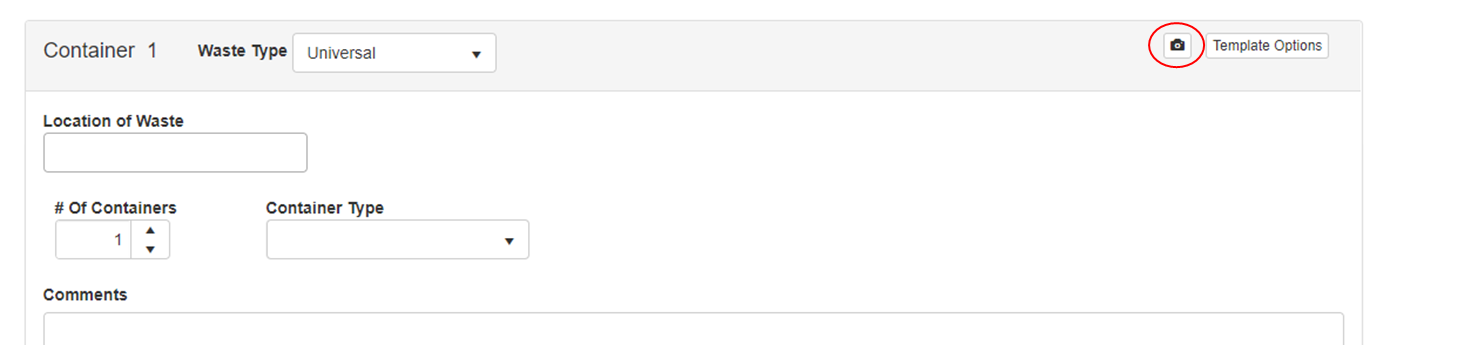 Container 1 Waste Type Universal Template Options
Location of Waste
# Of Containers Container Type
1
Comments